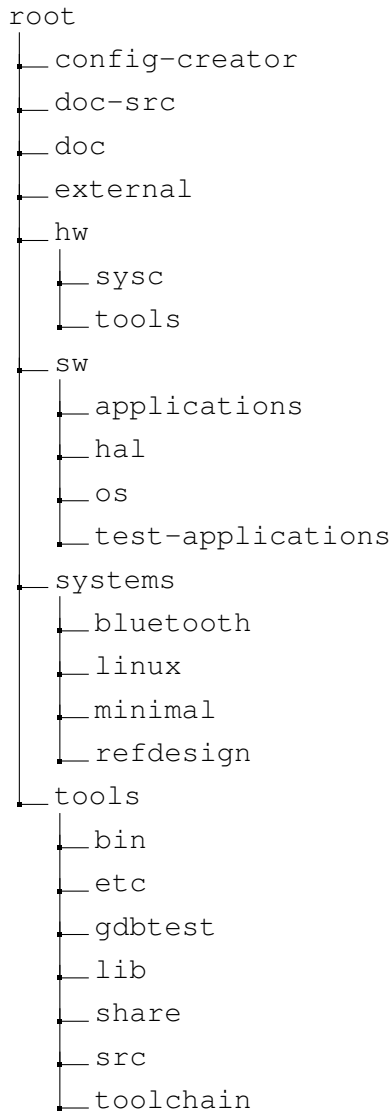 root
config-creator
doc-src
doc
external
hw
sysc
tools
sw
applications
hal
os
test-applications
systems
bluetooth
linux
minimal
refdesign
tools
bin
etc
gdbtest
lib
share
src
toolchain